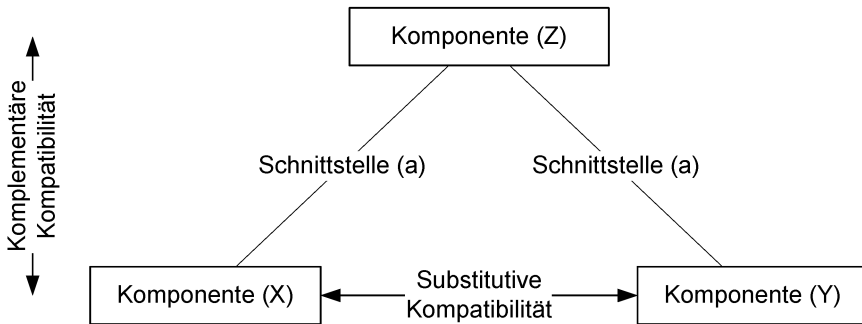 Komponente (Z)
Komplementäre
Kompatibilität
Schnittstelle (a)
Schnittstelle (a)
Komponente (X)
Substitutive
Kompatibilität
Komponente (Y)